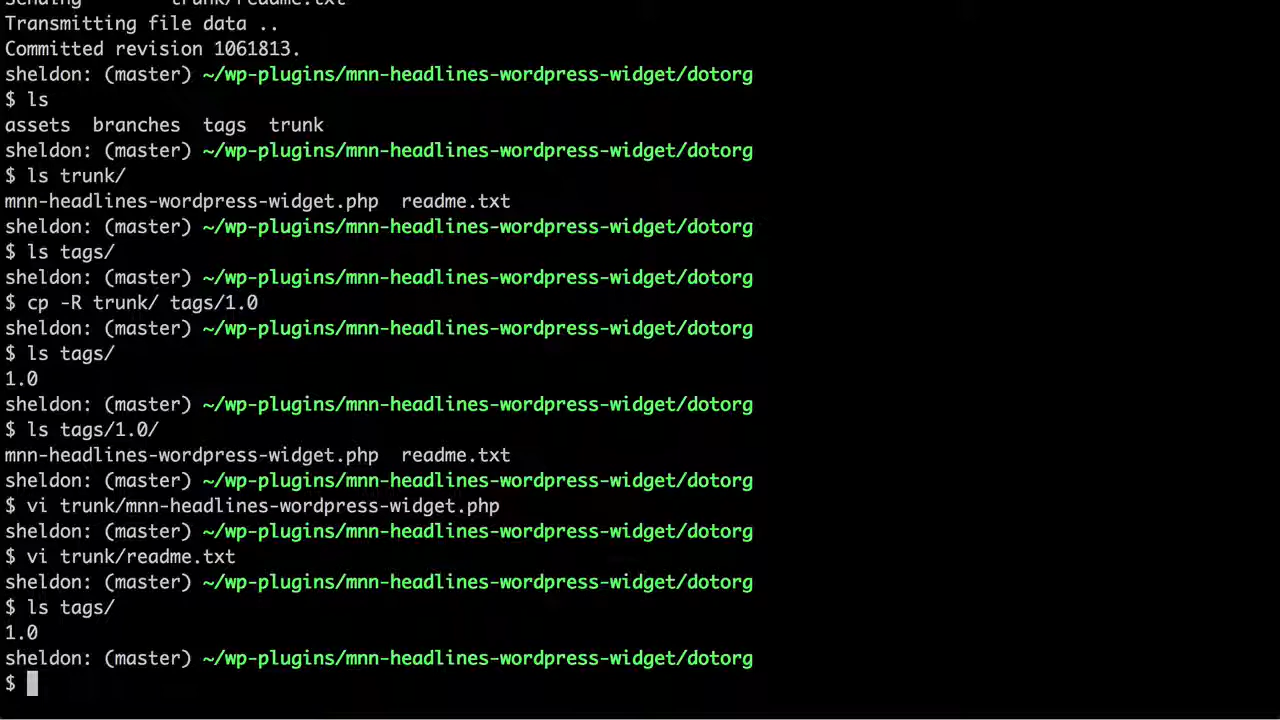 Sending        trunk/readme.txt
Transmitting file data ..
Committed revision 1061813.
sheldon: (master) ~/wp-plugins/mnn-headlines-wordpress-widget/dotorg
$ ls
assets  branches  tags  trunk
sheldon: (master) ~/wp-plugins/mnn-headlines-wordpress-widget/dotorg
$ ls trunk/
mnn-headlines-wordpress-widget.php  readme.txt
sheldon: (master) ~/wp-plugins/mnn-headlines-wordpress-widget/dotorg
$ ls tags/
sheldon: (master) ~/wp-plugins/mnn-headlines-wordpress-widget/dotorg
$ cp -R trunk/ tags/1.0
sheldon: (master) ~/wp-plugins/mnn-headlines-wordpress-widget/dotorg
$ ls tags/
1.0
sheldon: (master) ~/wp-plugins/mnn-headlines-wordpress-widget/dotorg
$ ls tags/1.0/
mnn-headlines-wordpress-widget.php  readme.txt
sheldon: (master) ~/wp-plugins/mnn-headlines-wordpress-widget/dotorg
$ vi trunk/mnn-headlines-wordpress-widget.php
sheldon: (master) ~/wp-plugins/mnn-headlines-wordpress-widget/dotorg
$ vi trunk/readme.txt
sheldon: (master) ~/wp-plugins/mnn-headlines-wordpress-widget/dotorg
$ ls tags/
1.0
sheldon: (master) ~/wp-plugins/mnn-headlines-wordpress-widget/dotorg
$